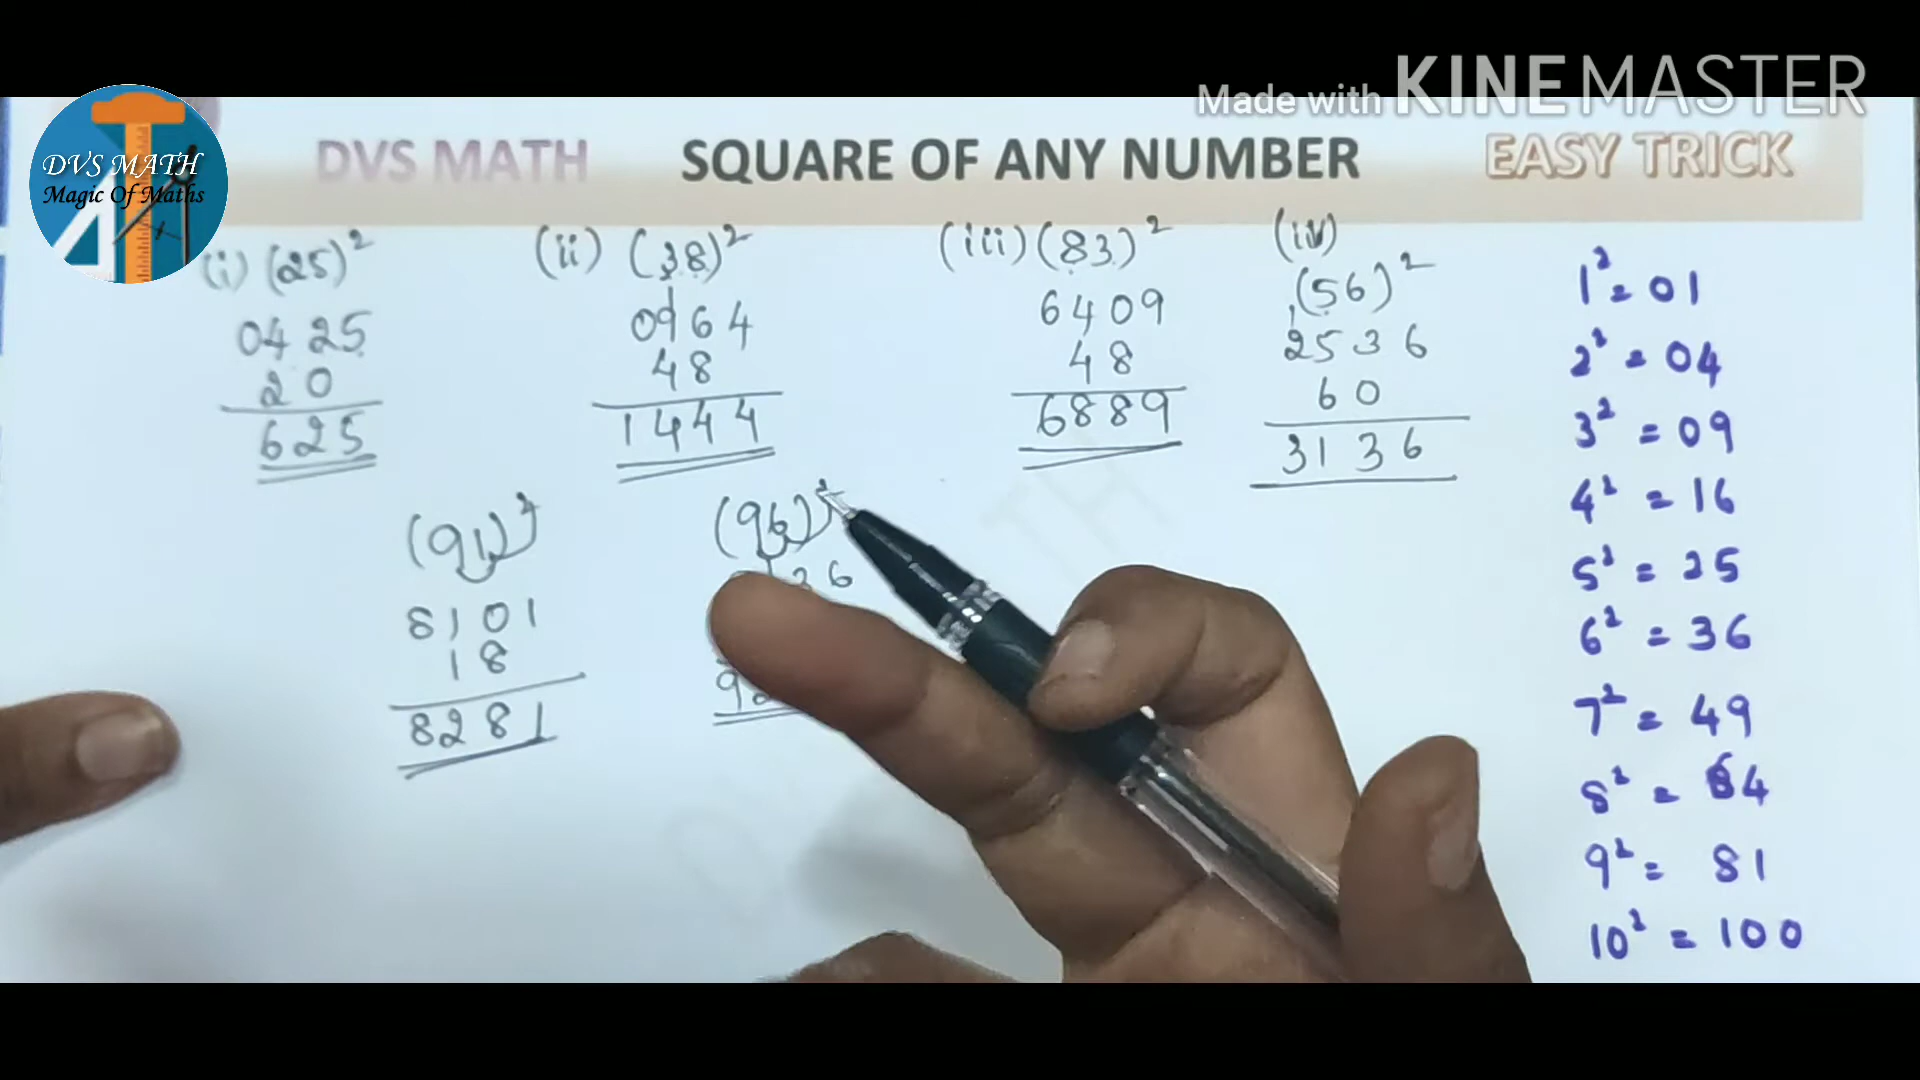 Made with KINEMASTER
DVS MATH
Magic Of Maths
DVS MATH SQUARE OF ANY NUMBER EASY TRICK
(i) (25)²
0425
20
625
(ii) (38)²
0964
48
1444
(iii) (83)²
6409
48
6889
(iv)
(56)²
2536
60
3136
(91)²
8101
18
8281
(96)²
36
92
1² = 01
2² = 04
3² = 09
4² = 16
5² = 25
6² = 36
7² = 49
8² = 64
9² = 81
10² = 100